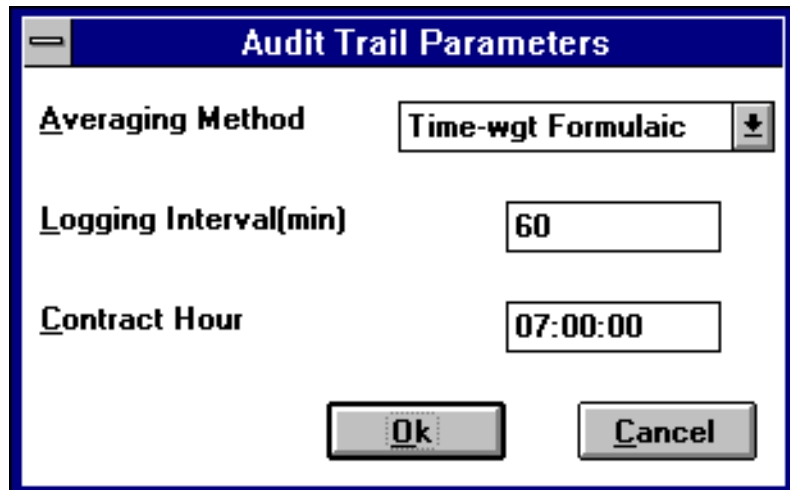 Audit Trail Parameters
Averaging Method Time-wgt Formulaic
Logging Interval(min) 60
Contract Hour 07:00:00
Ok Cancel